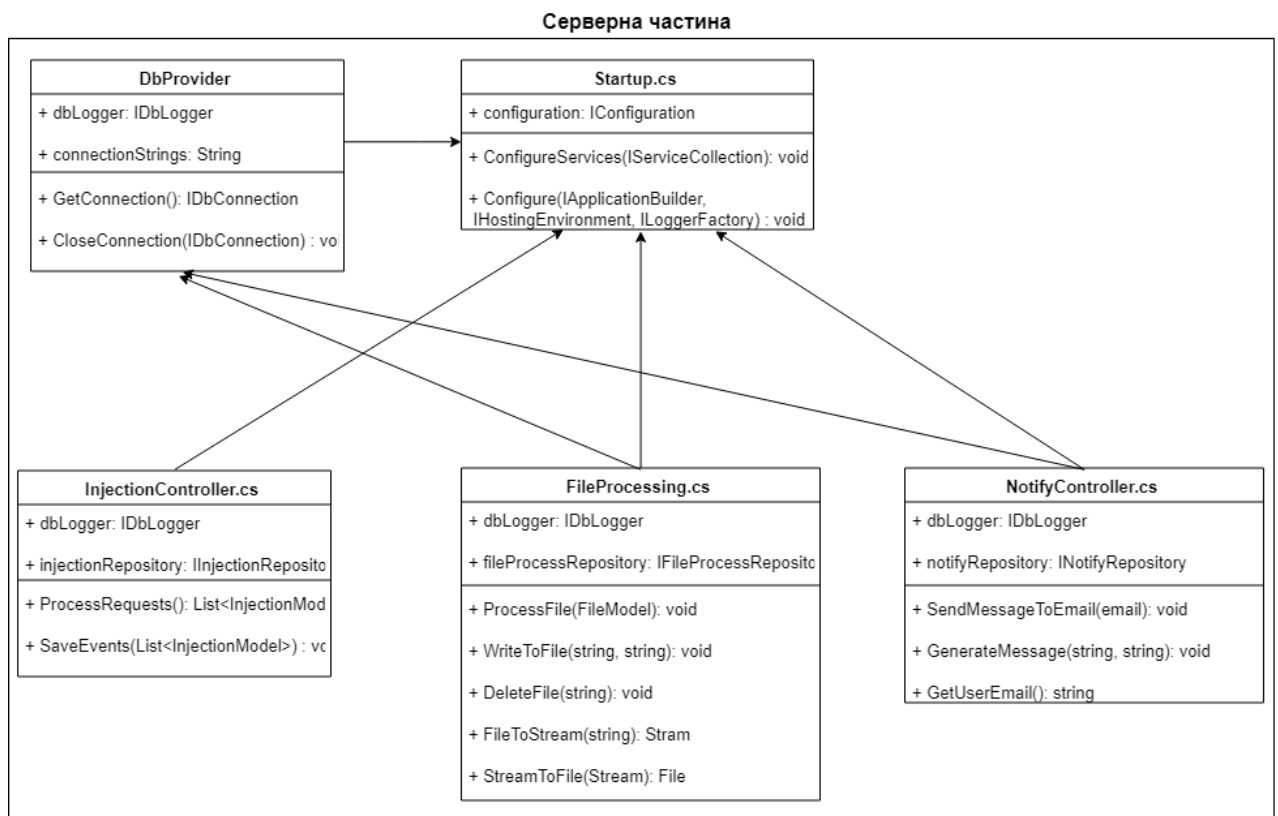 Серверна частина
DbProvider
+ dbLogger: IDbLogger
+ connectionStrings: String
+ GetConnection(): IDbConnection
+ CloseConnection(IDbConnection) : voi
Startup.cs
+ configuration: IConfiguration
+ ConfigureServices(IServiceCollection): void
+ Configure(IApplicationBuilder,
IHostingEnvironment, ILoggerFactory) : void
InjectionController.cs
+ dbLogger: IDbLogger
+ injectionRepository: IInjectionReposito
+ ProcessRequests(): List<InjectionMod
+ SaveEvents(List<InjectionModel>) : vo
FileProcessing.cs
+ dbLogger: IDbLogger
+ fileProcessRepository: IFileProcessReposito
+ ProcessFile(FileModel): void
+ WriteToFile(string, string): void
+ DeleteFile(string): void
+ FileToStream(string): Stram
+ StreamToFile(Stream): File
NotifyController.cs
+ dbLogger: IDbLogger
+ notifyRepository: INotifyRepository
+ SendMessageToEmail(email): void
+ GenerateMessage(string, string): void
+ GetUserEmail(): string